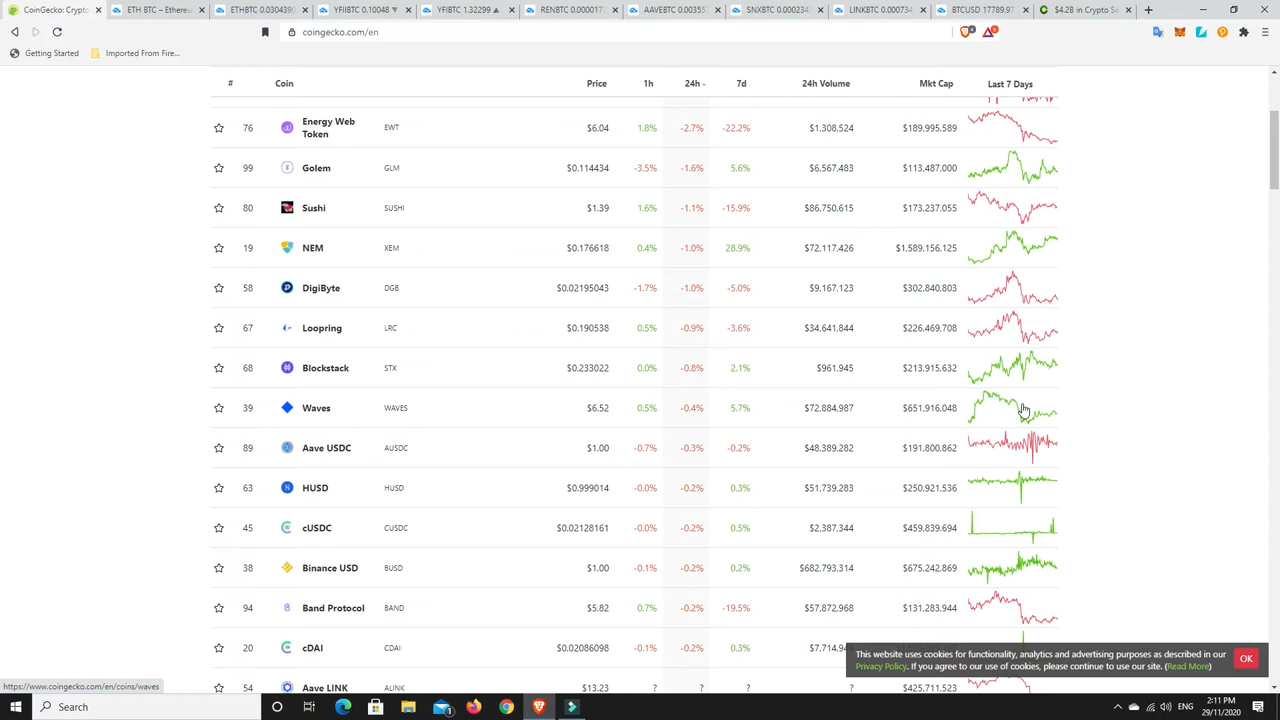 CoinGecko: Crypto
ETH BTC – Ethereu
ETHBTC 0.03043
YFIIBTC 0.10048 ▼
YFIBTC 1.32299 ▲
RENBTC 0.000017
AAVEBTC 0.00355
SNXBTC 0.000234
LINKBTC 0.00073
BTCUSD 17789.97
$4.2B in Crypto Se
coingecko.com/en
Getting Started
Imported From Fire...
# Coin Price 1h 24h 7d 24h Volume Mkt Cap Last 7 Days
76 Energy Web Token EWT $6.04 1.8% -2.7% -22.2% $1,308,524 $189,995,589
99 Golem GLM $0.114434 -3.5% -1.6% 5.6% $6,567,483 $113,487,000
80 Sushi SUSHI $1.39 1.6% -1.1% -15.9% $86,750,615 $173,237,055
19 NEM XEM $0.176618 0.4% -1.0% 28.9% $72,117,426 $1,589,156,125
58 DigiByte DGB $0.02195043 -1.7% -1.0% -5.0% $9,167,123 $302,840,803
67 Loopring LRC $0.190538 0.5% -0.9% -3.6% $34,641,844 $226,469,708
68 Blockstack STX $0.233022 0.0% -0.8% 2.1% $961,945 $213,915,632
39 Waves WAVES $6.52 0.5% -0.4% 5.7% $72,884,987 $651,916,048
89 Aave USDC AUSDC $1.00 -0.7% -0.3% -0.2% $48,389,282 $191,800,862
63 HUSD HUSD $0.999014 -0.0% -0.2% 0.3% $51,739,283 $250,921,536
45 cUSDC CUSDC $0.02128161 -0.0% -0.2% 0.5% $2,387,344 $459,839,694
38 Binance USD BUSD $1.00 -0.1% -0.2% 0.2% $682,793,314 $675,242,869
94 Band Protocol BAND $5.82 0.7% -0.2% -19.5% $57,872,968 $131,283,944
20 cDAI CDAI $0.02086098 -0.1% -0.2% 0.3% $7,714,9
54 Aave LINK ALINK $13.23 ? ? ? $425,711,523
This website uses cookies for functionality, analytics and advertising purposes as described in our
Privacy Policy. If you agree to our use of cookies, please continue to use our site. (Read More)
OK
https://www.coingecko.com/en/coins/waves
Search
ENG
2:11 PM
29/11/2020